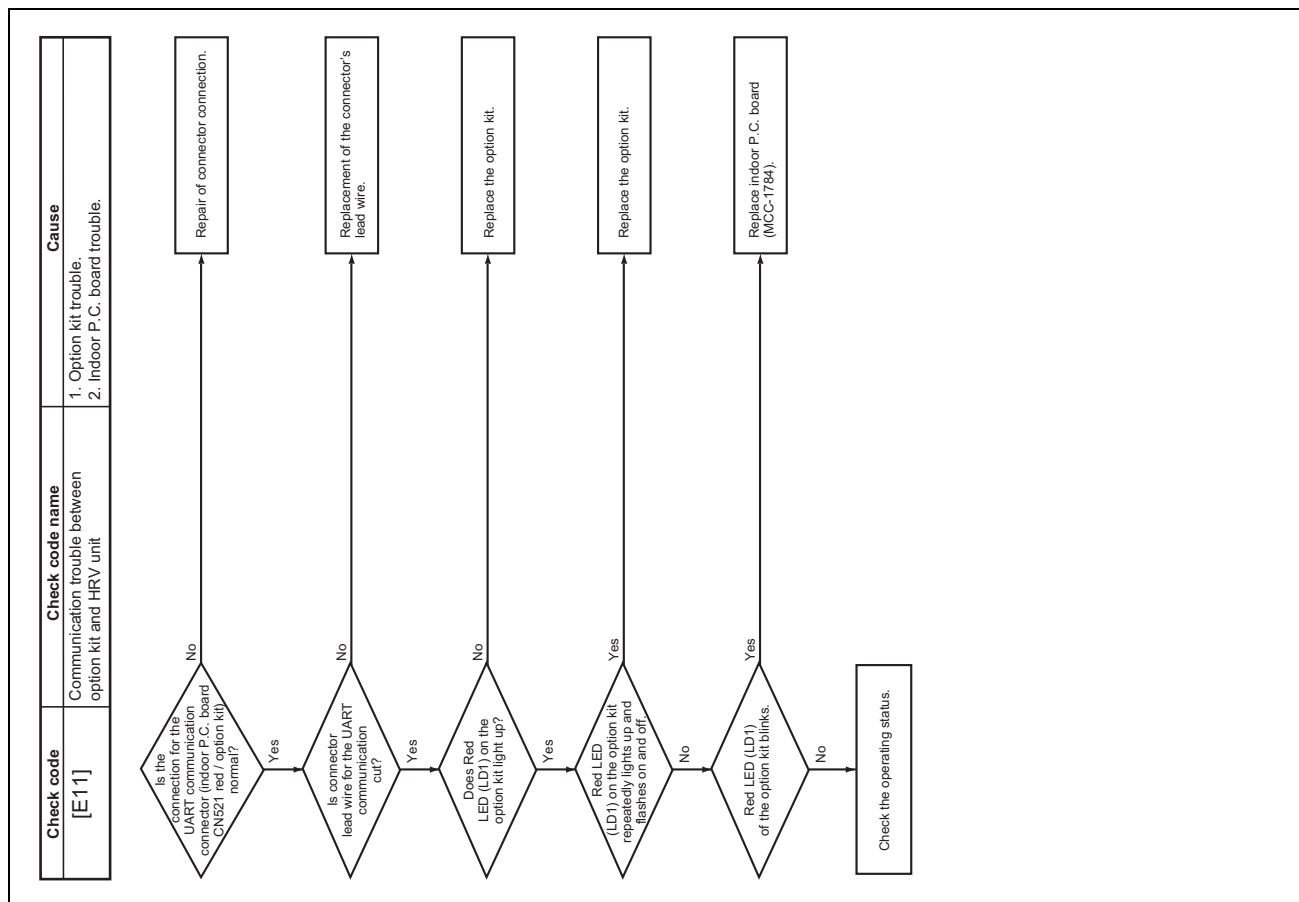 Check code
Check code name
Cause
[E11]
Communication trouble between
option kit and HRV unit
1. Option kit trouble.
2. Indoor P.C. board trouble.
Is the
connection for the
UART communication
connector (indoor P.C. board
CN521 red / option kit)
normal?
No
Repair of connector connection.
Yes
Is connector
lead wire for the UART
communication
cut?
No
Replacement of the connector's
lead wire.
Yes
Does Red
LED (LD1) on the
option kit light up?
No
Replace the option kit.
Yes
Red LED
(LD1) on the option kit
repeatedly lights up and
flashes on and off.
Yes
Replace the option kit.
No
Red LED (LD1)
of the option kit blinks.
Yes
Replace indoor P.C. board
(MCC-1784).
No
Check the operating status.